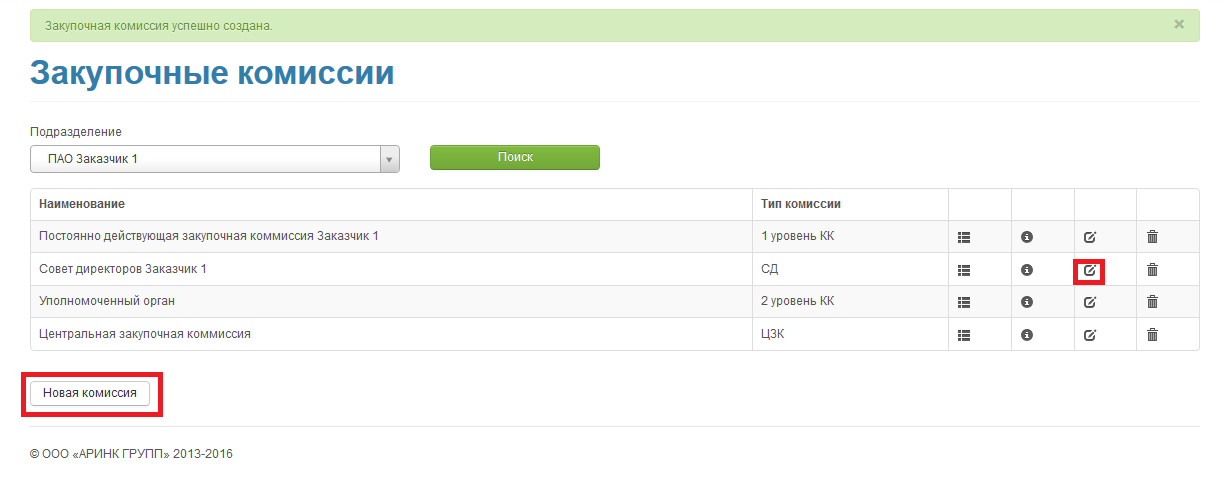 Закупочная комиссия успешно создана. ×
Закупочные комиссии
Подразделение
ПАО Заказчик 1 Поиск
Наименование Тип комиссии
Постоянно действующая закупочная коммиссия Заказчик 1 1 уровень КК
Совет директоров Заказчик 1 СД
Уполномоченный орган 2 уровень КК
Центральная закупочная коммиссия ЦЗК
Новая комиссия
© ООО «АРИНК ГРУПП» 2013-2016